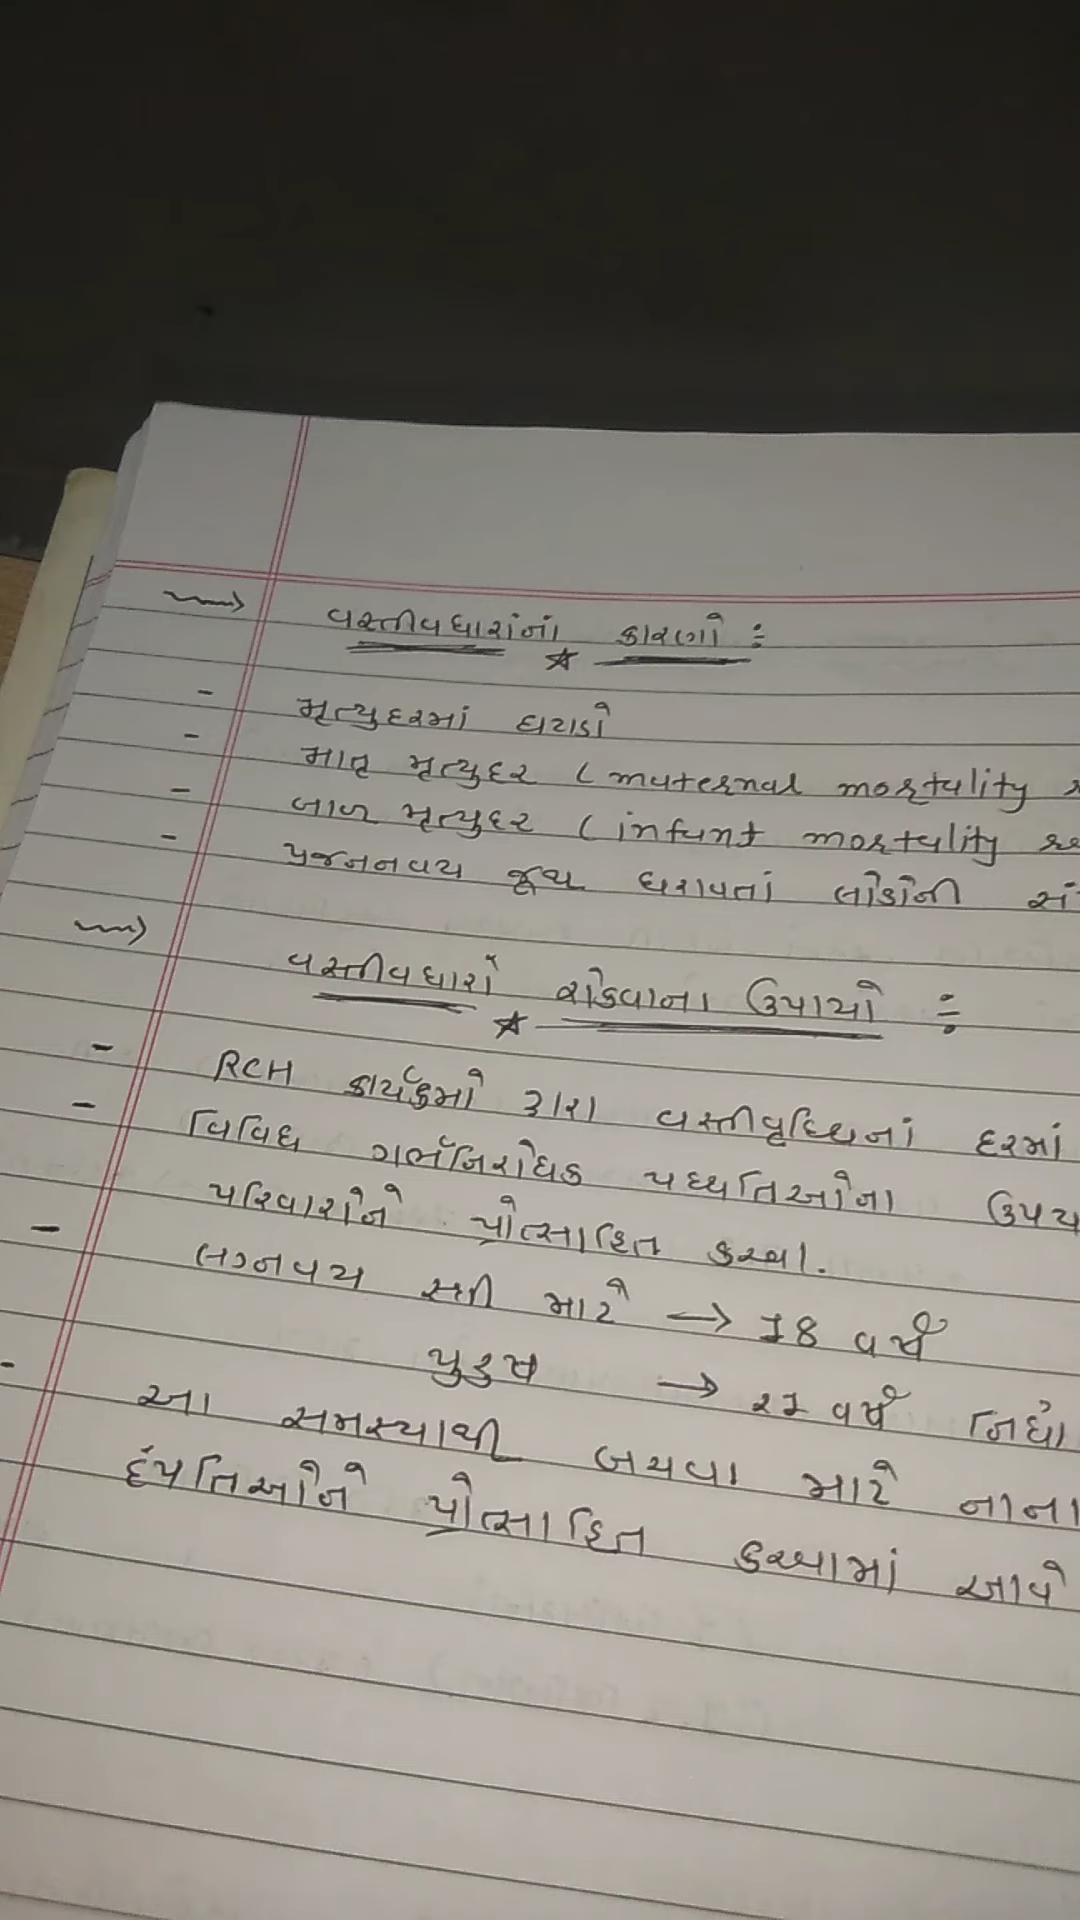 વસ્તીવધારાંનાં કારણો :
- મૃત્યુદરમાં ઘટાડો
- માતૃ મૃત્યુદર (maternal mortality
- બાળ મૃત્યુદર (infant mortality
- પ્રજનનવય જૂથ ધરાવતાં લોકોની
વસ્તીવધારો રોકવાના ઉપાયો :
- RCH કાર્યક્રમો દ્વારા વસ્તીવૃધ્ધિનાં દરમાં
- વિવિધ ગર્ભનિરોધક પધ્ધતિઓના
પરિવારોને પ્રોત્સાહિત કરવા.
- લગ્નવય સ્ત્રી માટે → 18 વર્ષ
પુરુષ → 21 વર્ષ
- આ સમસ્યાથી બચવા માટે નાના
દંપતિઓને પ્રોત્સાહિત કરવામાં આવે